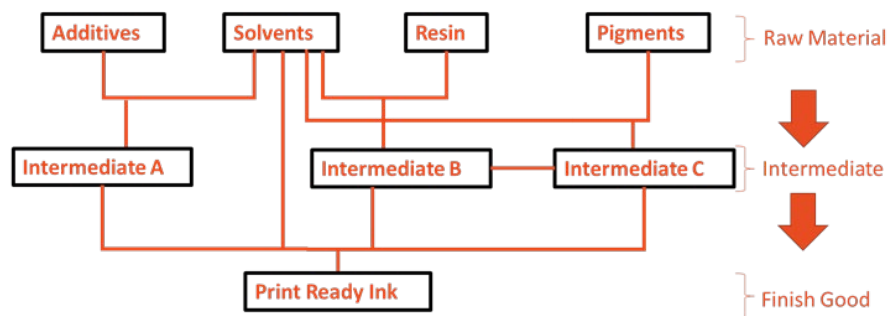 Additives
Solvents
Resin
Pigments
Raw Material
Intermediate A
Intermediate B
Intermediate C
Intermediate
Print Ready Ink
Finish Good